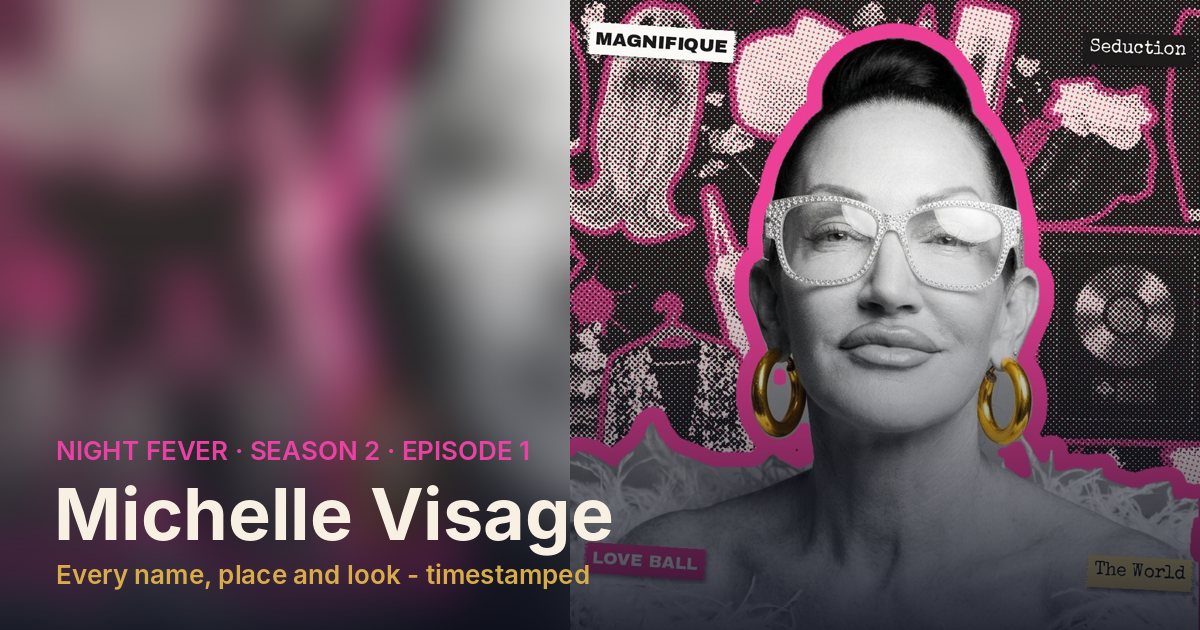 MAGNIFIQUE
Seduction
NIGHT FEVER · SEASON 2 · EPISODE 1
Michelle Visage
Every name, place and look - timestamped
LOVE BALL
The World